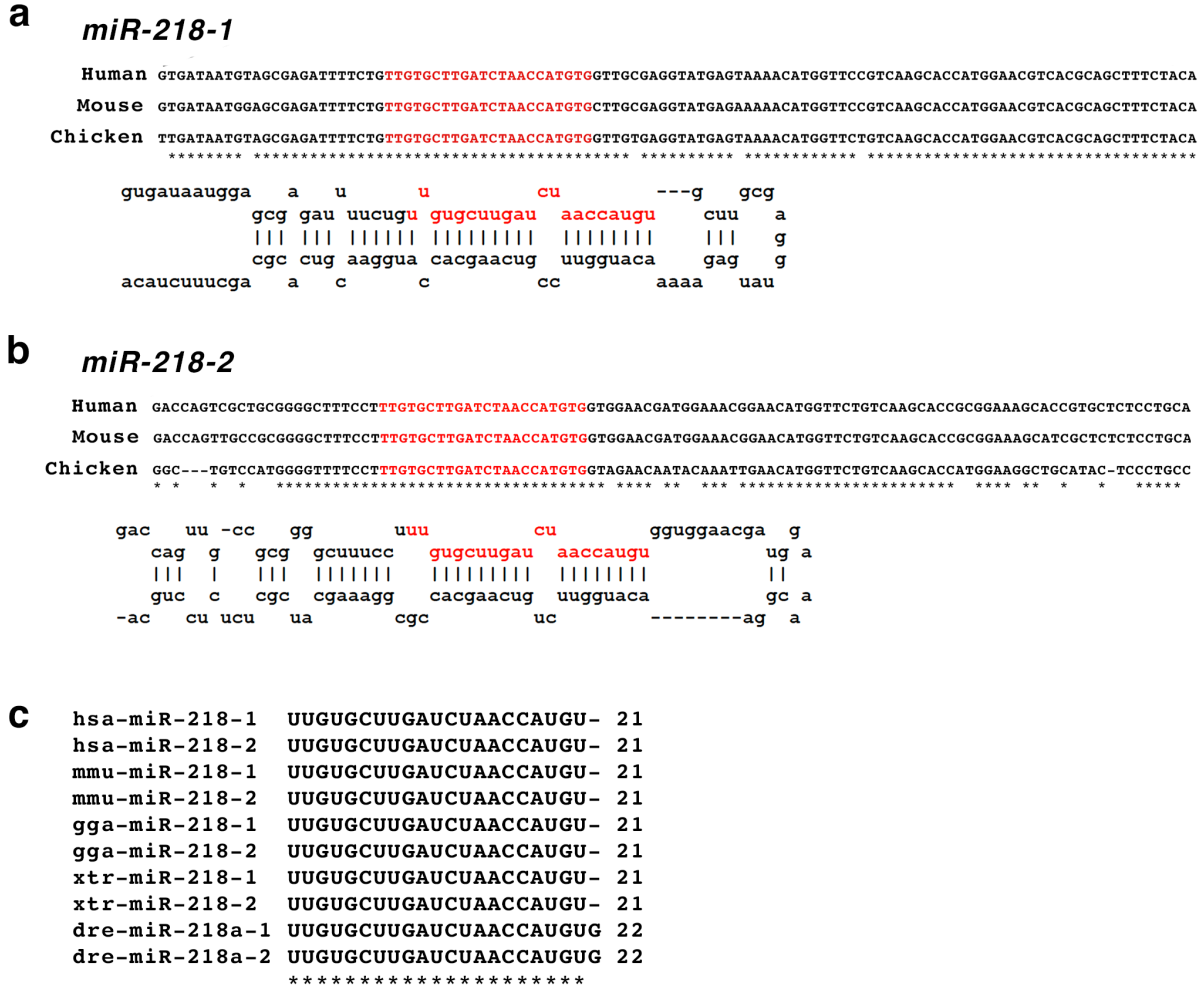 a
miR-218-1
Human GTGATAATGTAGCGAGATTTTCTGTTGTGCTTGATCTAACCATGTGGTTGCGAGGTATGAGTAAAACATGGTTCCGTCAAGCACCATGGAACGTCACGCAGCTTTCTACA
Mouse GTGATAATGGAGCGAGATTTTCTGTTGTGCTTGATCTAACCATGTGCTTGCGAGGTATGAGAAAAACATGGTTCCGTCAAGCACCATGGAACGTCACGCAGCTTTCTACA
Chicken TTGATAATGTAGCGAGATTTTCTGTTGTGCTTGATCTAACCATGTGGTTGTGAGGTATGAGTAAAACATGGTTCTGTCAAGCACCATGGAACGTCACGCAGCTTTCTACA
******** **************************************** ********** ************ ***********************************
gugauaaugga a u u cu ---g gcg
gcg gau uucugu gugcuugau aaccaugu cuu a
||| ||| |||||| ||||||||| |||||||| ||| g
cgc cug aaggua cacgaacug uugguaca gag g
acaucuuucga a c c cc aaaa uau
b
miR-218-2
Human GACCAGTCGCTGCGGGGCTTTCCTTTGTGCTTGATCTAACCATGTGGTGGAACGATGGAAACGGAACATGGTTCTGTCAAGCACCGCGGAAAGCACCGTGCTCTCCTGCA
Mouse GACCAGTTGCCGCGGGGCTTTCCTTTGTGCTTGATCTAACCATGTGGTGGAACGATGGAAACGGAACATGGTTCTGTCAAGCACCGCGGAAAGCATCGCTCTCTCCTGCA
Chicken GGC---TGTCCATGGGGTTTTCCTTTGTGCTTGATCTAACCATGTGGTAGAACAATACAAATTGAACATGGTTCTGTCAAGCACCATGGAAGGCTGCATAC-TCCCTGCC
* * * * *********************************** **** ** *** *********************** **** ** * * *****
gac uu -cc gg uuu cu gguggaacga g
cag g gcg gcuuucc gugcuugau aaccaugu ug a
||| | ||| ||||||| ||||||||| |||||||| ||
guc c cgc cgaaagg cacgaacug uugguaca gc a
-ac cu ucu ua cgc uc --------ag a
c
hsa-miR-218-1 UUGUGCUUGAUCUAACCAUGU- 21
hsa-miR-218-2 UUGUGCUUGAUCUAACCAUGU- 21
mmu-miR-218-1 UUGUGCUUGAUCUAACCAUGU- 21
mmu-miR-218-2 UUGUGCUUGAUCUAACCAUGU- 21
gga-miR-218-1 UUGUGCUUGAUCUAACCAUGU- 21
gga-miR-218-2 UUGUGCUUGAUCUAACCAUGU- 21
xtr-miR-218-1 UUGUGCUUGAUCUAACCAUGU- 21
xtr-miR-218-2 UUGUGCUUGAUCUAACCAUGU- 21
dre-miR-218a-1 UUGUGCUUGAUCUAACCAUGUG 22
dre-miR-218a-2 UUGUGCUUGAUCUAACCAUGUG 22
*********************